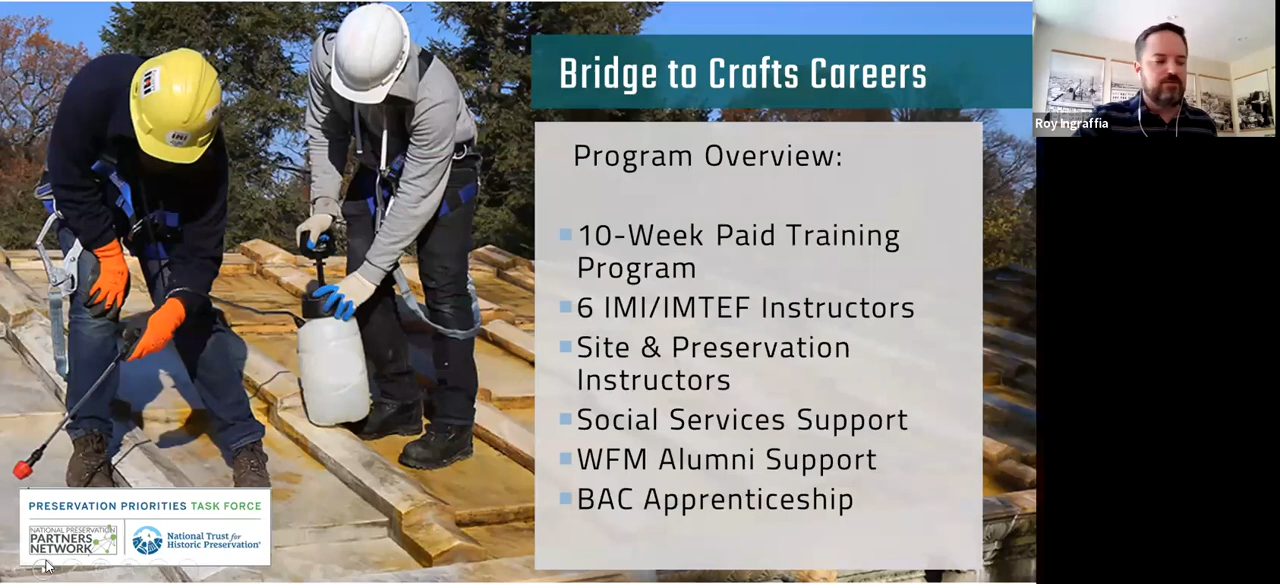 Bridge to Crafts Careers
Roy Ingraffia
Program Overview:
10-Week Paid Training
Program
6 IMI/IMTEF Instructors
Site & Preservation
Instructors
Social Services Support
WFM Alumni Support
BAC Apprenticeship
PRESERVATION PRIORITIES TASK FORCE
NATIONAL PRESERVATION
PARTNERS
NETWORK
National Trust for
Historic Preservation®